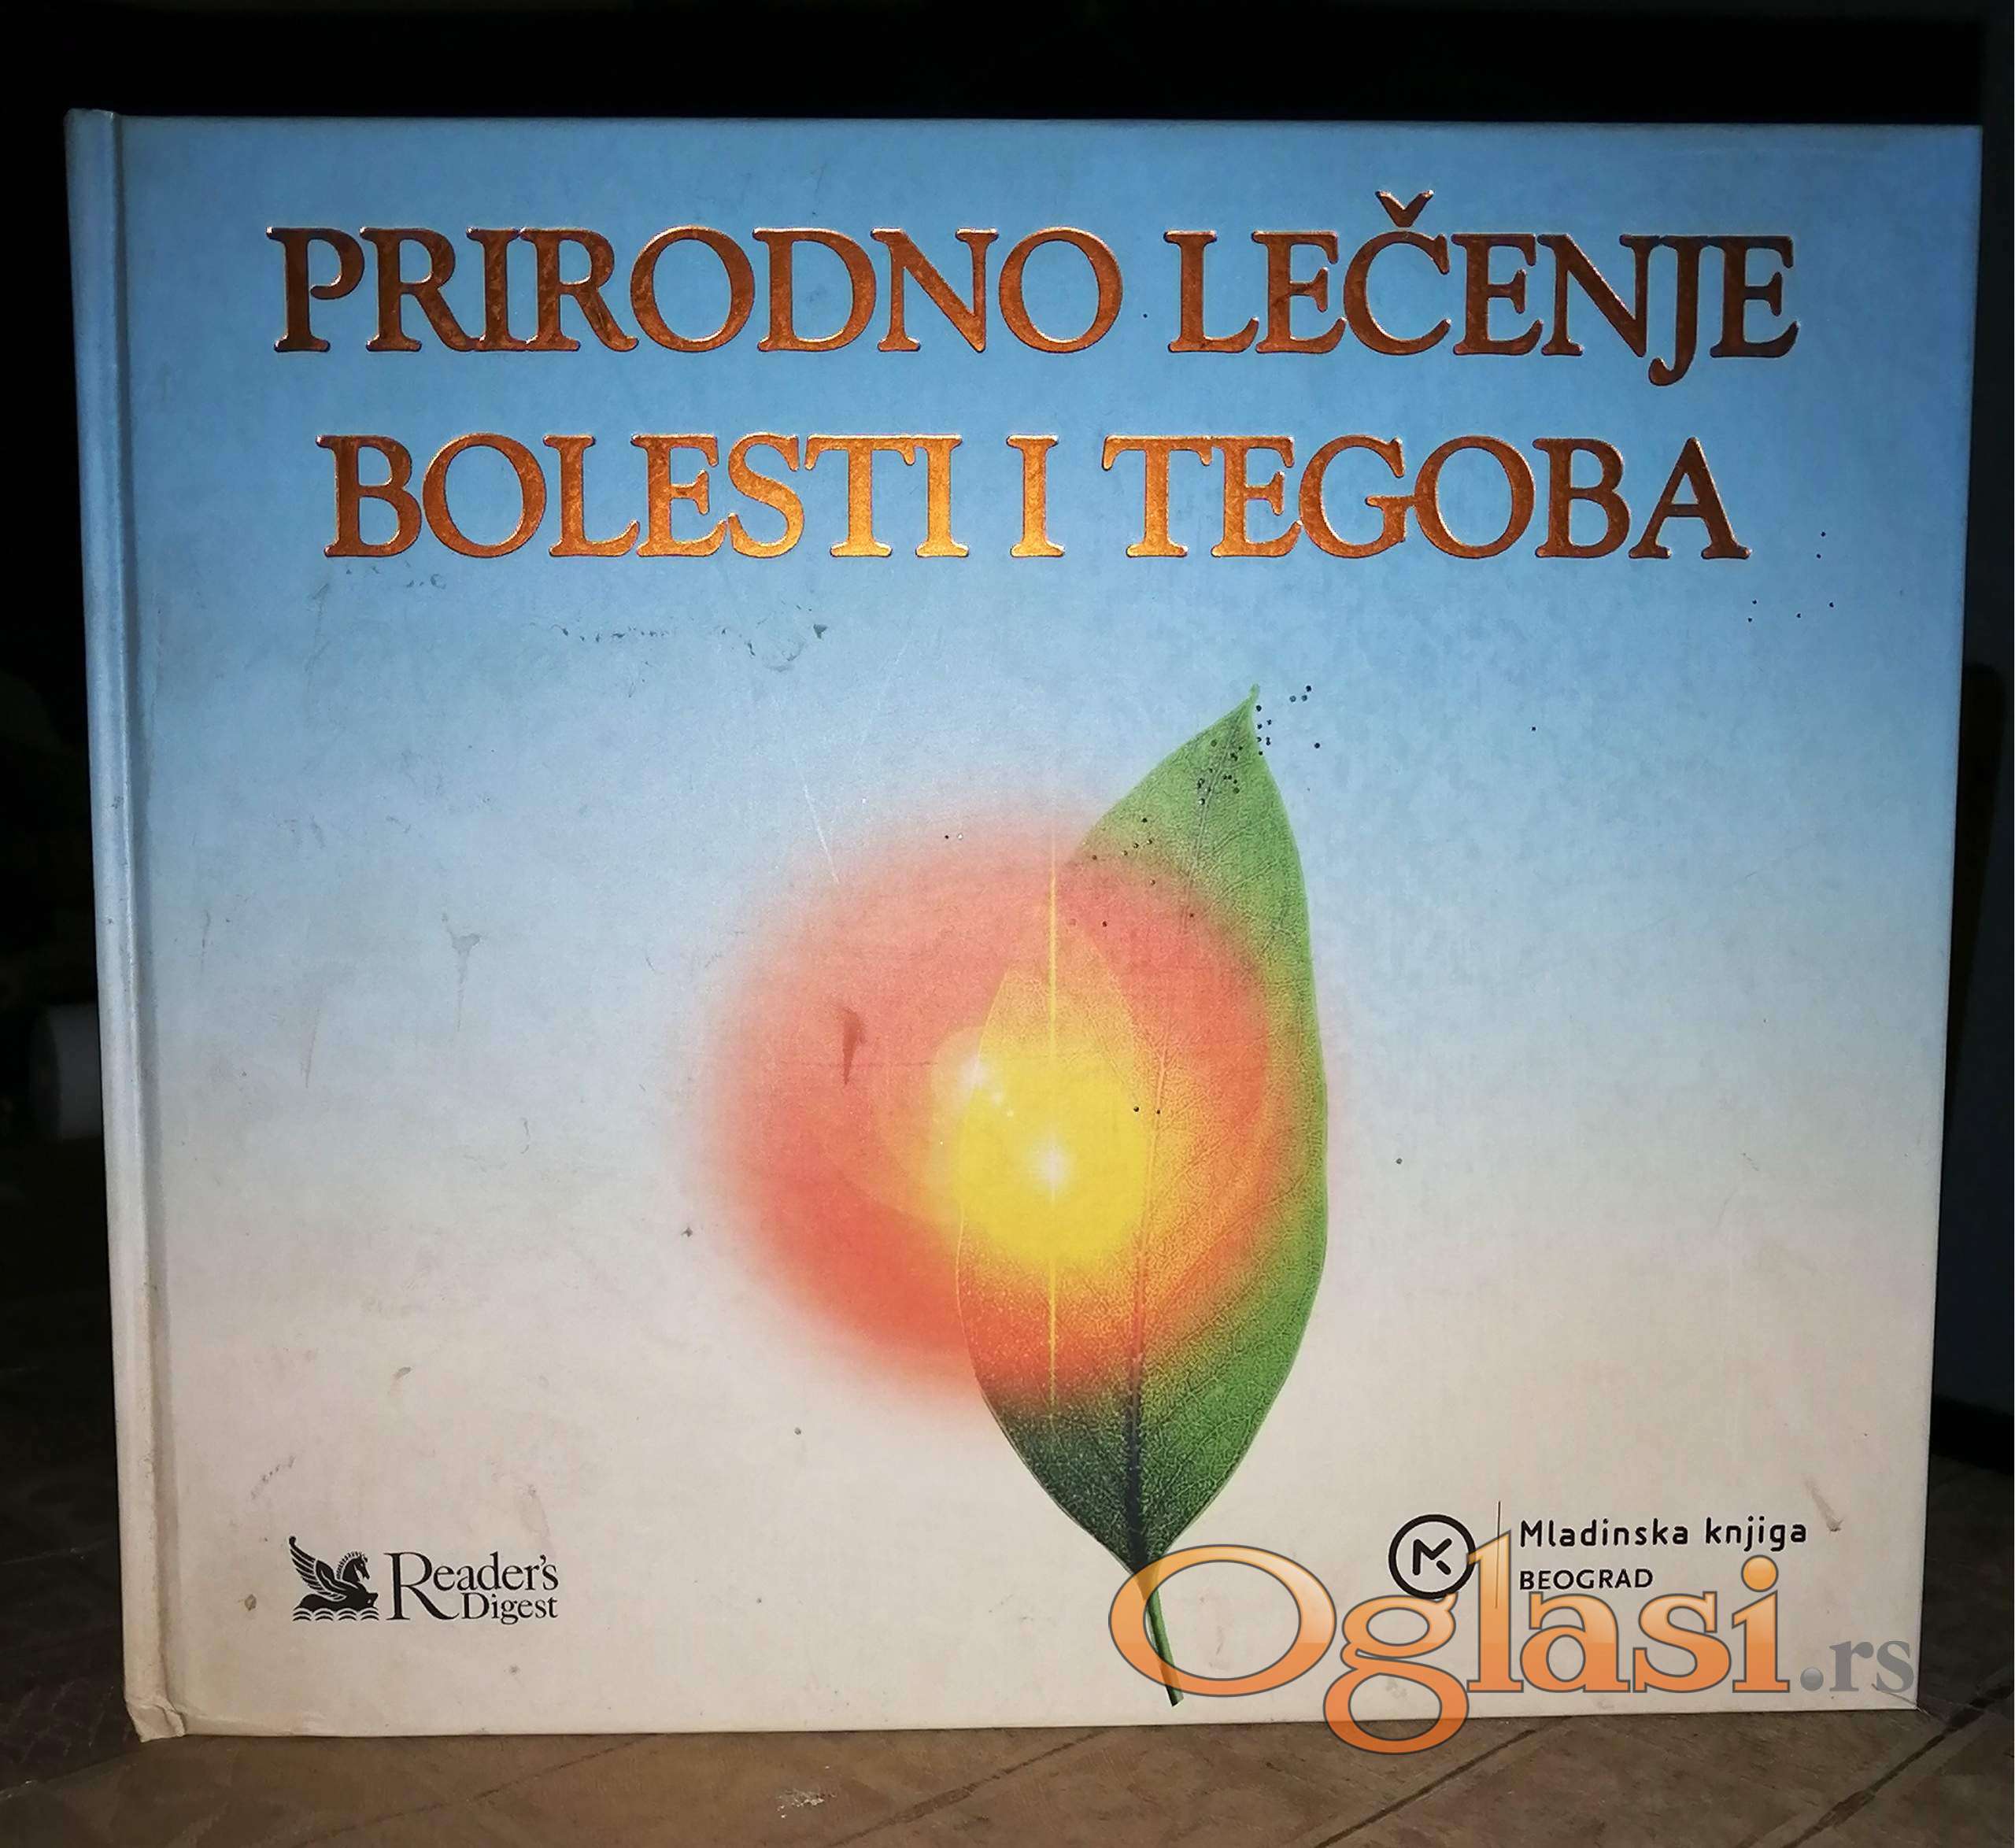 PRIRODNO LEČENJE
BOLESTI I TEGOBA
Reader's
Digest
Mladinska knjiga
BEOGRAD
Oglasi.rs